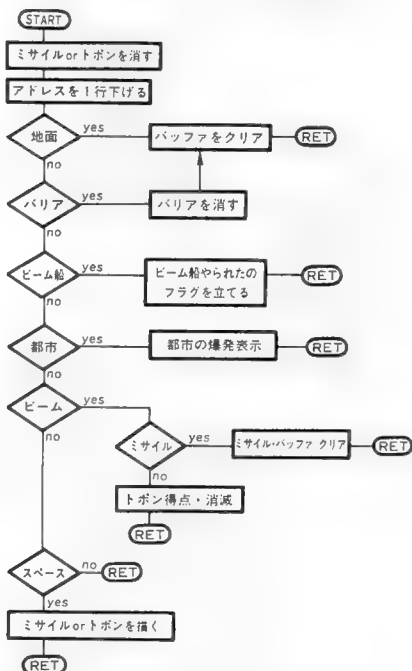 START
ミサイルorトポンを消す
アドレスを1行下げる
地面
yes
バッファをクリア
RET
no
バリア
yes
バリアを消す
no
ビーム船
yes
ビーム船やられたの
フラグを立てる
RET
no
都市
yes
都市の爆発表示
RET
no
ビーム
yes
no
ミサイル
yes
ミサイル・バッファ クリア
RET
no
トポン得点・消滅
RET
スペース
no
RET
yes
ミサイルorトポンを描く
RET